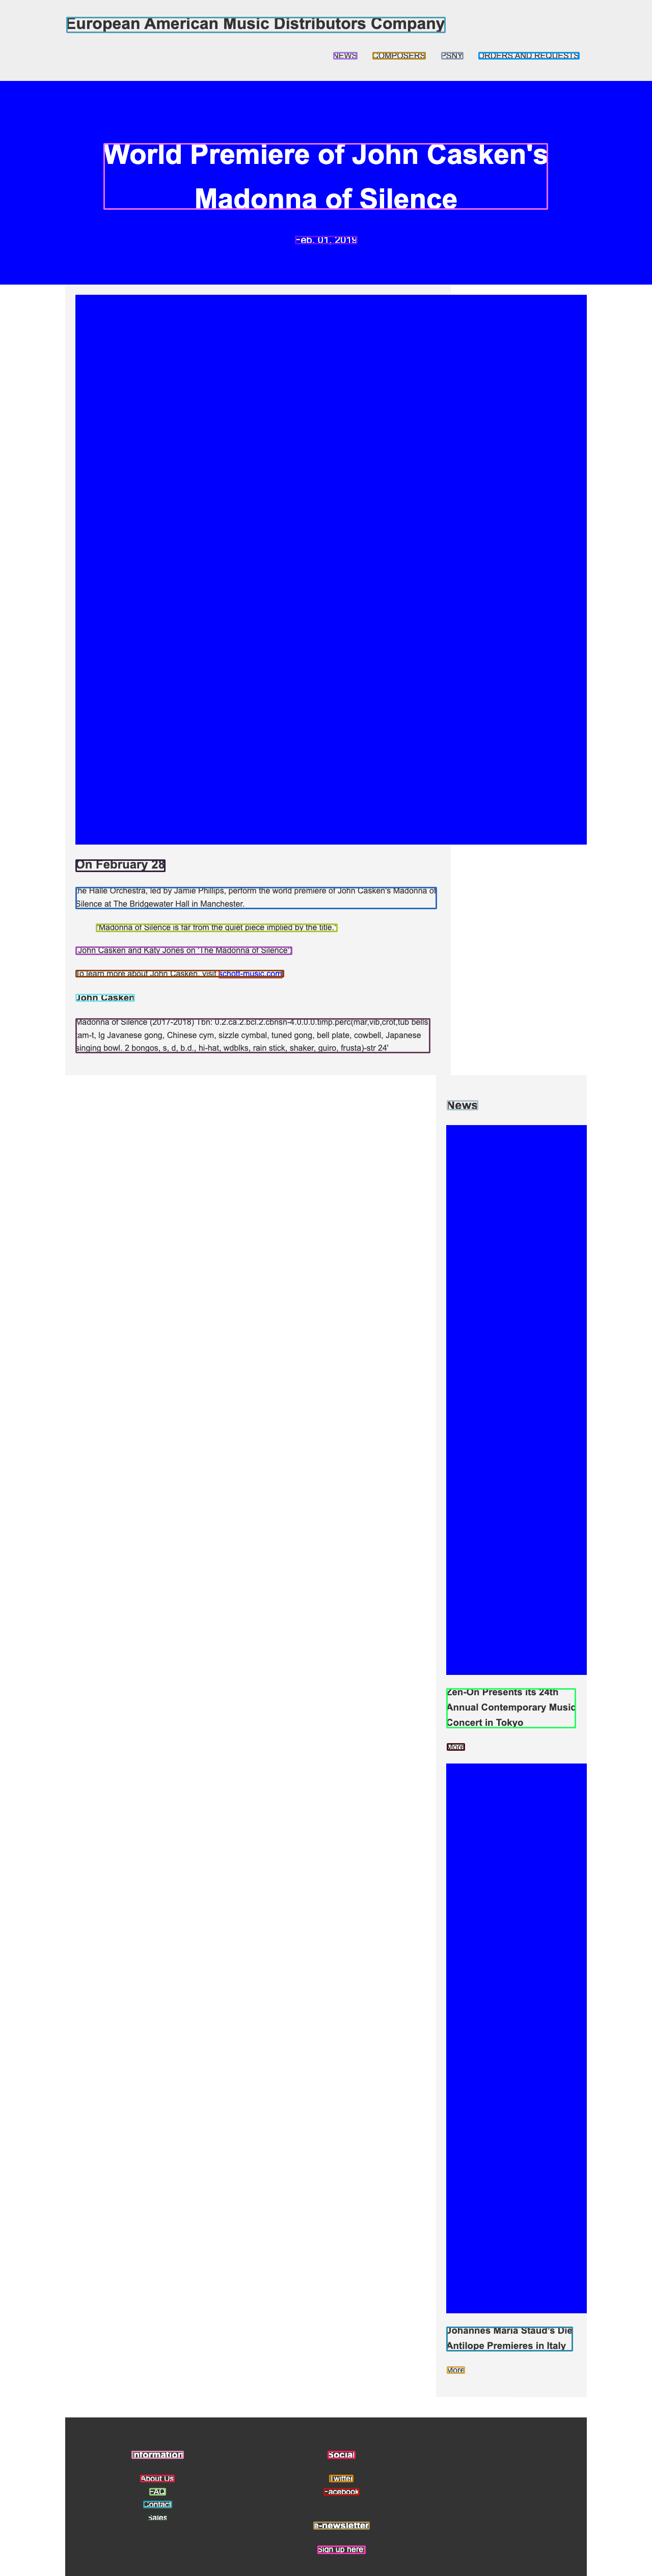 European American Music Distributors Company
NEWS COMPOSERS PSNY ORDERS AND REQUESTS
World Premiere of John Casken's
Madonna of Silence
Feb. 01, 2019
On February 28
the Halle Orchestra, led by Jamie Phillips, perform the world premiere of John Casken's Madonna of
Silence at The Bridgewater Hall in Manchester.
"Madonna of Silence is far from the quiet piece implied by the title."
"John Casken and Katy Jones on 'The Madonna of Silence'"
To learn more about John Casken, visit schott-music.com
John Casken
Madonna of Silence (2017-2018) Tbn: 0.2.ca.2.bcl.2.cbnsn-4.0.0.0.timp.perc(mar,vib,crot,tub bells
tam-t, lg Javanese gong, Chinese cym, sizzle cymbal, tuned gong, bell plate, cowbell, Japanese
singing bowl. 2 bongos, s, d, b.d., hi-hat, wdblks, rain stick, shaker, guiro, frusta)-str 24'
News
Zen-On Presents its 24th
Annual Contemporary Music
Concert in Tokyo
More
Johannes Maria Staud's Die
Antilope Premieres in Italy
More
Information
About Us
FAQ
Contact
Sales
Social
Twitter
Facebook
e-newsletter
Sign up here